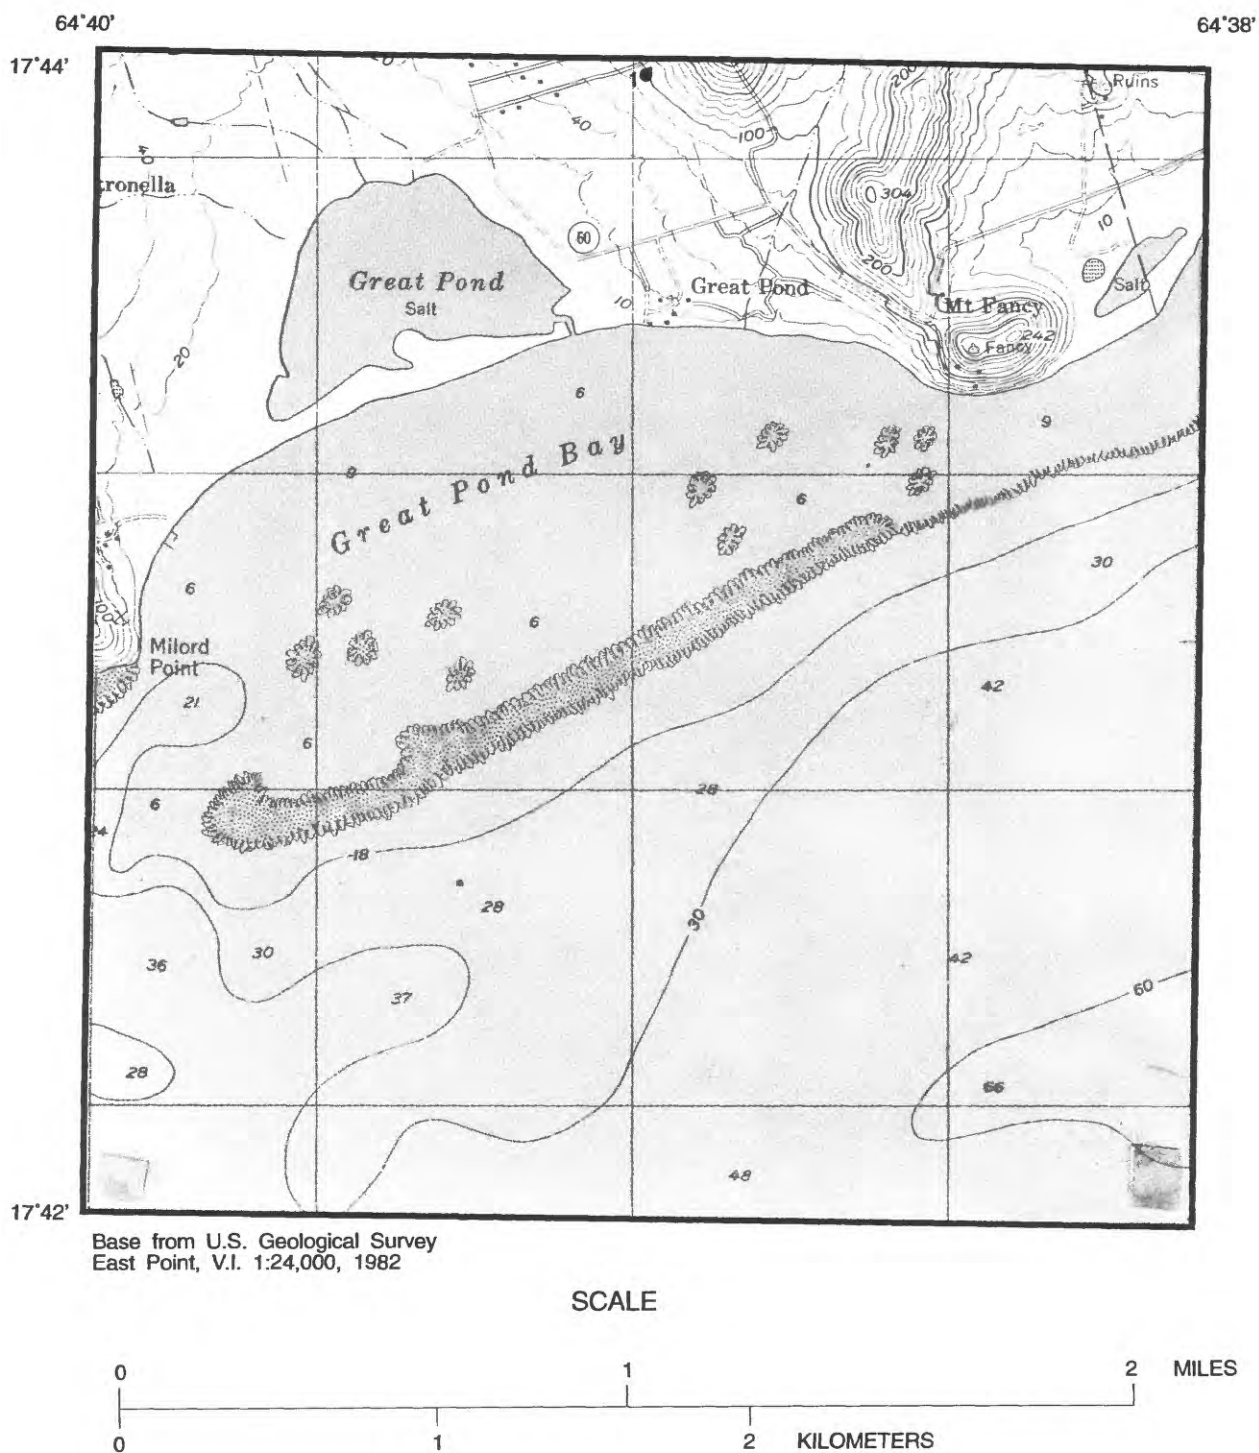 64°40'
64°38'
17°44'
Ruins
40
200
100
40
tronella
304
60
10
Great Pond
Salt
200
Great Pond
10
Salt
Mt Fancy
242
Fancy
20
6
9
Great Pond Bay
6
6
30
6
6
Milord
Point
21
42
6
28
6
18
28
30
30
36
42
37
60
28
66
48
17°42'
Base from U.S. Geological Survey
East Point, V.I. 1:24,000, 1982
SCALE
0 1 2 MILES
0 1 2 KILOMETERS